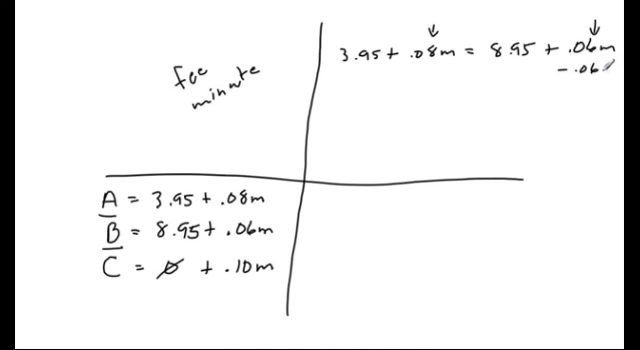 fee
minute
3.95 + .08m = 8.95 + .06m
- .06
A = 3.95 + .08m
B = 8.95 + .06m
C = ø + .10m